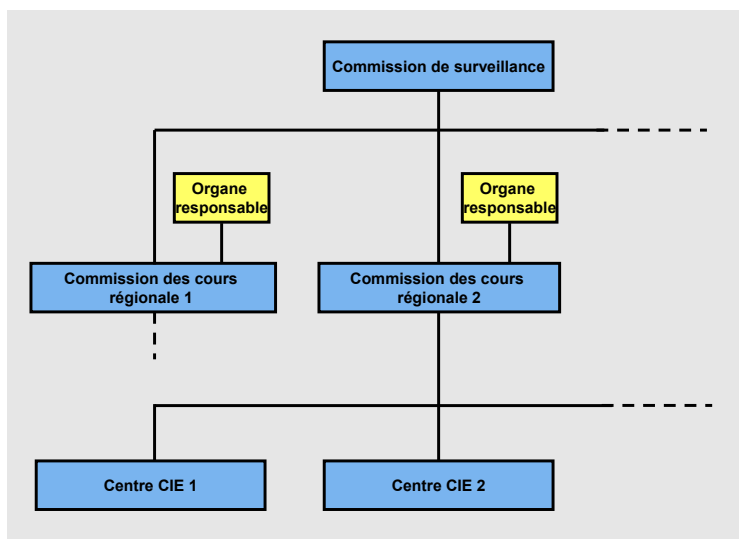 Commission de surveillance
Organe
responsable
Organe
responsable
Commission des cours
régionale 1
Commission des cours
régionale 2
Centre CIE 1
Centre CIE 2